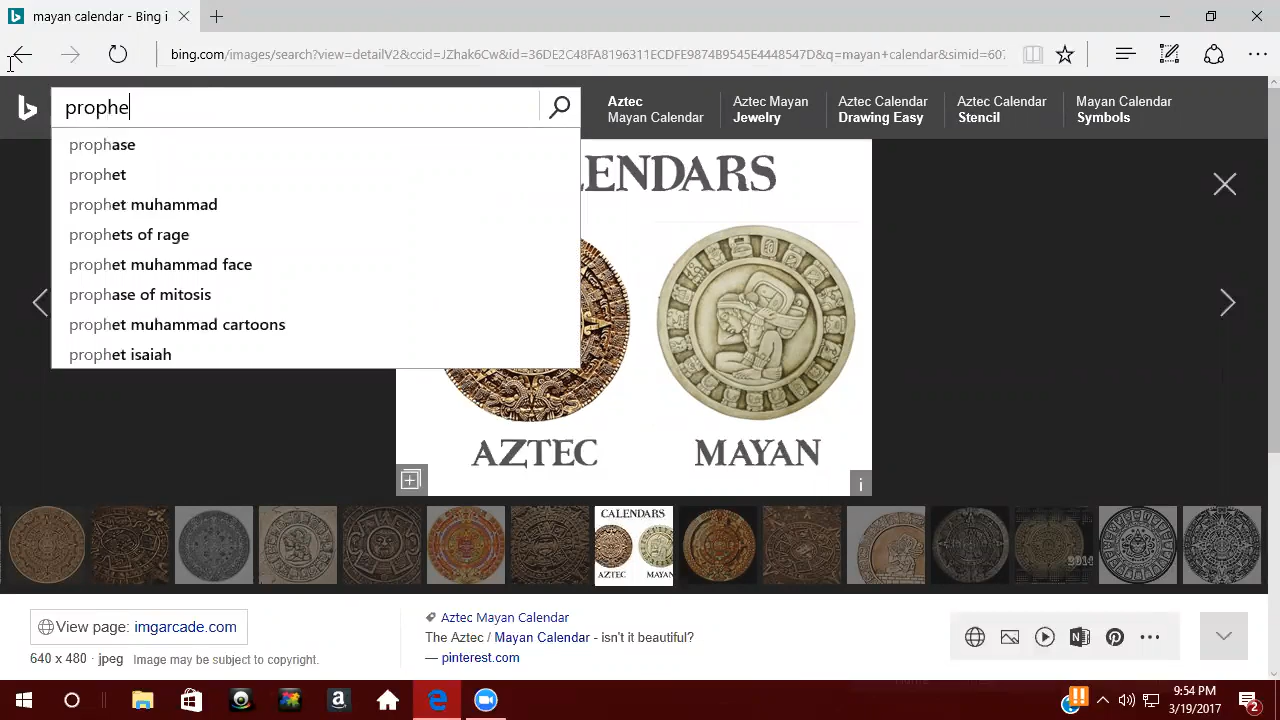 mayan calendar - Bing i
bing.com/images/search?view=detailV2&ccid=JZhak6Cw&id=36DE2C48FA8196311ECDFE9874B9545E4448547D&q=mayan+calendar&simid=607
prophe
Aztec
Mayan Calendar
Aztec Mayan
Jewelry
Aztec Calendar
Drawing Easy
Aztec Calendar
Stencil
Mayan Calendar
Symbols
prophase
prophet
prophet muhammad
prophets of rage
prophet muhammad face
prophase of mitosis
prophet muhammad cartoons
prophet isaiah
LENDARS
AZTEC
MAYAN
i
CALENDARS
AZTEC
MAYAN
View page: imgarcade.com
640 x 480 · jpeg
Image may be subject to copyright.
Aztec Mayan Calendar
The Aztec / Mayan Calendar - isn't it beautiful?
— pinterest.com
9:54 PM
3/19/2017
2